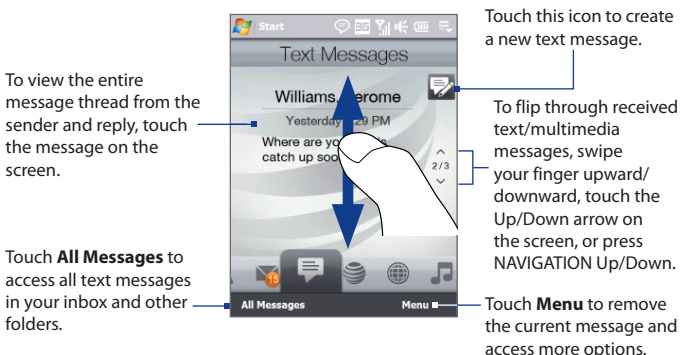 Touch this icon to create
a new text message.
To view the entire
message thread from the
sender and reply, touch
the message on the
screen.
Touch All Messages to
access all text messages
in your inbox and other
folders.
Start
3G
Text Messages
Williams, Jerome
Yesterday 29 PM
Where are you
catch up soo
2/3
15
All Messages
Menu
To flip through received
text/multimedia
messages, swipe
your finger upward/
downward, touch the
Up/Down arrow on
the screen, or press
NAVIGATION Up/Down.
Touch Menu to remove
the current message and
access more options.